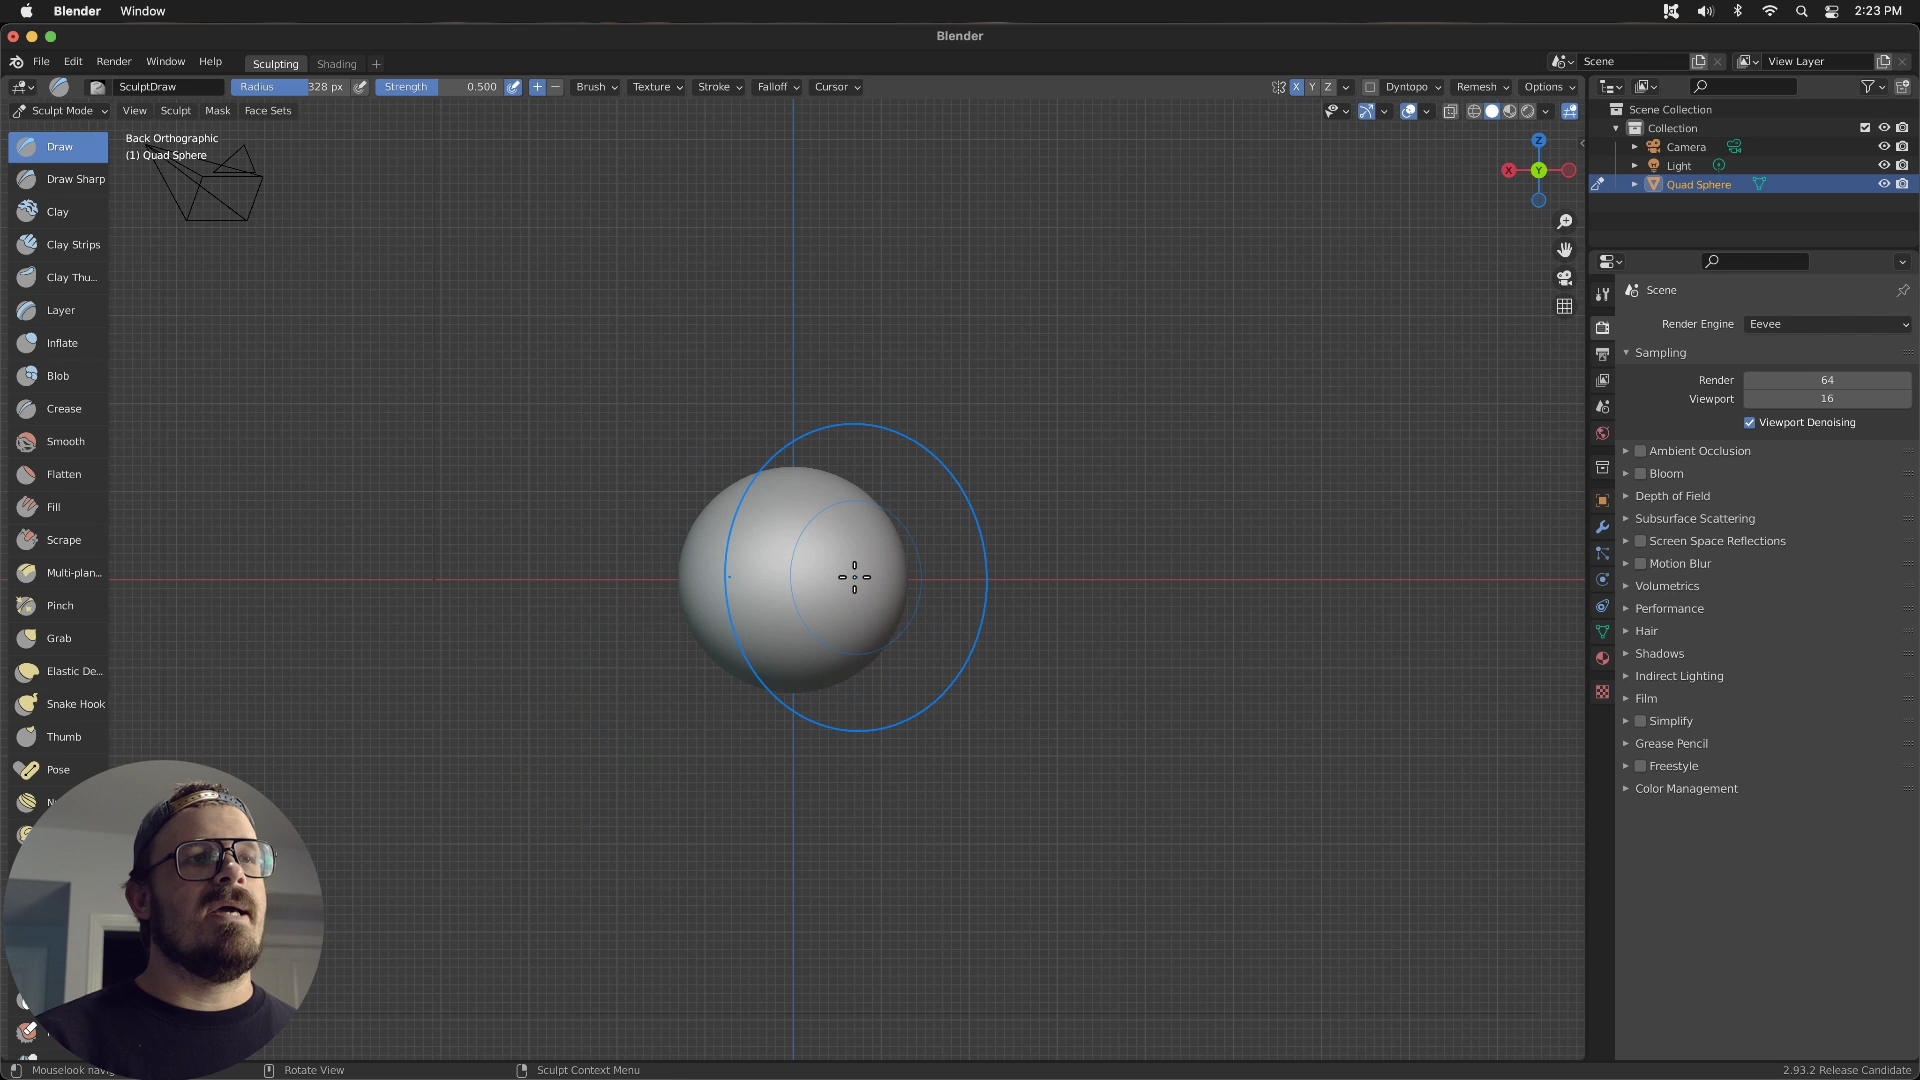 Blender Window 2:23 PM
Blender
File Edit Render Window Help Sculpting Shading + Scene View Layer
SculptDraw Radius 328 px Strength 0.500 + − Brush Texture Stroke Falloff Cursor X Y Z Dyntopo Remesh Options
Sculpt Mode View Sculpt Mask Face Sets
Back Orthographic
(1) Quad Sphere
Draw
Draw Sharp
Clay
Clay Strips
Clay Thu...
Layer
Inflate
Blob
Crease
Smooth
Flatten
Fill
Scrape
Multi-plan...
Pinch
Grab
Elastic De...
Snake Hook
Thumb
Pose
Z
X
Y
Scene Collection
Collection
Camera
Light
Quad Sphere
Scene
Render Engine Eevee
Sampling
Render 64
Viewport 16
Viewport Denoising
Ambient Occlusion
Bloom
Depth of Field
Subsurface Scattering
Screen Space Reflections
Motion Blur
Volumetrics
Performance
Hair
Shadows
Indirect Lighting
Film
Simplify
Grease Pencil
Freestyle
Color Management
Mouselook Rotate View Sculpt Context Menu 2.93.2 Release Candidate